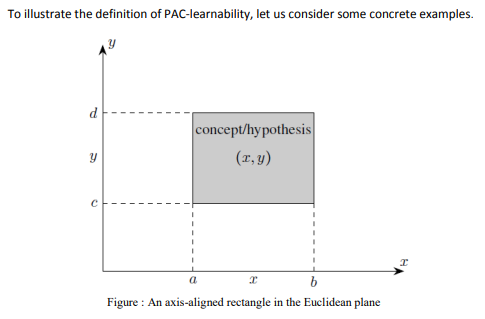 To illustrate the definition of PAC-learnability, let us consider some concrete examples.
y
d
concept/hypothesis
y
(x, y)
c
x
a
x
b
Figure : An axis-aligned rectangle in the Euclidean plane